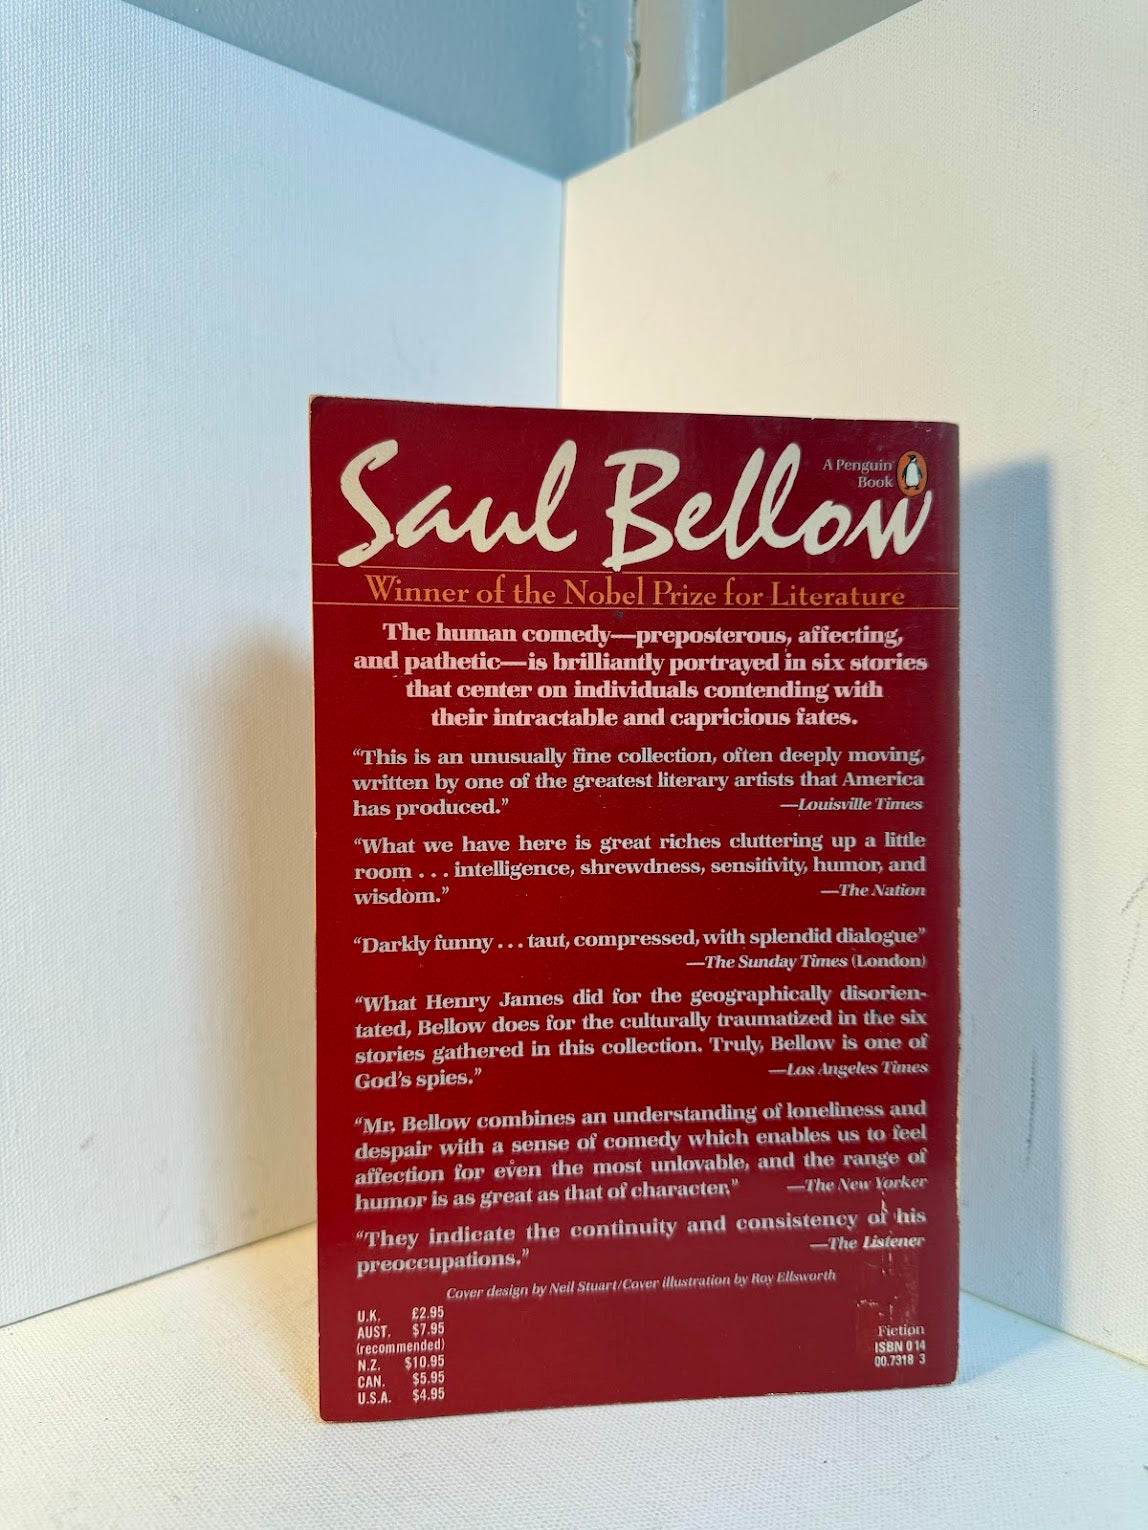 Saul Bellow
A Penguin
Book
Winner of the Nobel Prize for Literature
The human comedy—preposterous, affecting,
and pathetic—is brilliantly portrayed in six stories
that center on individuals contending with
their intractable and capricious fates.
“This is an unusually fine collection, often deeply moving,
written by one of the greatest literary artists that America
has produced.” —Louisville Times
“What we have here is great riches cluttering up a little
room . . . intelligence, shrewdness, sensitivity, humor, and
wisdom.” —The Nation
“Darkly funny . . . taut, compressed, with splendid dialogue”
—The Sunday Times (London)
“What Henry James did for the geographically disorien-
tated, Bellow does for the culturally traumatized in the six
stories gathered in this collection. Truly, Bellow is one of
God’s spies.” —Los Angeles Times
“Mr. Bellow combines an understanding of loneliness and
despair with a sense of comedy which enables us to feel
affection for even the most unlovable, and the range of
humor is as great as that of character.” —The New Yorker
“They indicate the continuity and consistency of his
preoccupations.” —The Listener
Cover design by Neil Stuart/Cover illustration by Roy Ellsworth
U.K. £2.95
AUST. $7.95
(recommended)
N.Z. $10.95
CAN. $5.95
U.S.A. $4.95
Fiction
ISBN 0 14
00.7318 3